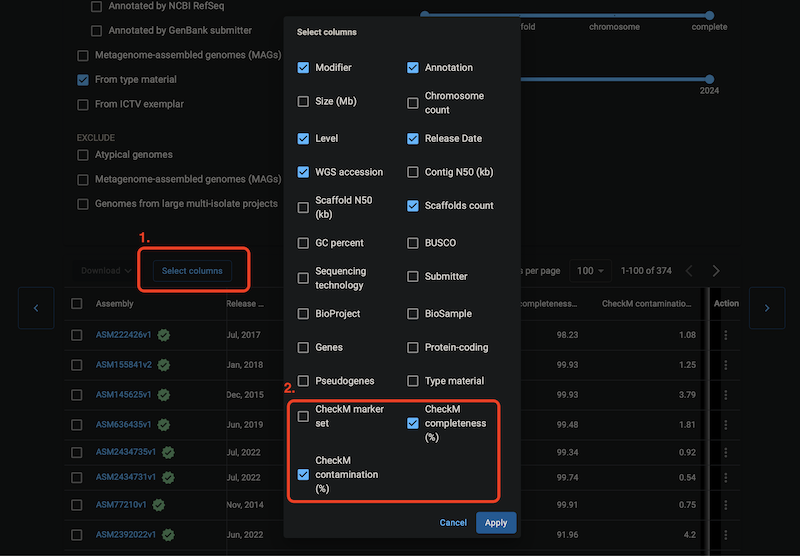 Annotated by NCBI RefSeq
Annotated by GenBank submitter
Metagenome-assembled genomes (MAGs)
From type material
From ICTV exemplar
EXCLUDE
Atypical genomes
Metagenome-assembled genomes (MAGs)
Genomes from large multi-isolate projects
fold
chromosome
complete
2024
1.
Download
Select columns
s per page
100
1-100 of 374
Assembly
Release ...
completeness...
CheckM contaminatio...
Action
ASM222426v1
Jul, 2017
98.23
1.08
ASM155841v2
Jan, 2018
99.93
1.25
ASM145625v1
Dec, 2015
99.93
3.79
ASM636435v1
Jun, 2019
99.48
1.81
ASM2434735v1
Jul, 2022
99.34
0.92
ASM2434731v1
Jul, 2022
99.74
0.54
ASM77210v1
Nov, 2014
99.91
0.75
ASM2392022v1
Jun, 2022
91.96
4.2
Select columns
Modifier
Annotation
Size (Mb)
Chromosome
count
Level
Release Date
WGS accession
Contig N50 (kb)
Scaffold N50
(kb)
Scaffolds count
GC percent
BUSCO
Sequencing
technology
Submitter
BioProject
BioSample
Genes
Protein-coding
Pseudogenes
Type material
2.
CheckM marker
set
CheckM
completeness
(%)
CheckM
contamination
(%)
Cancel
Apply